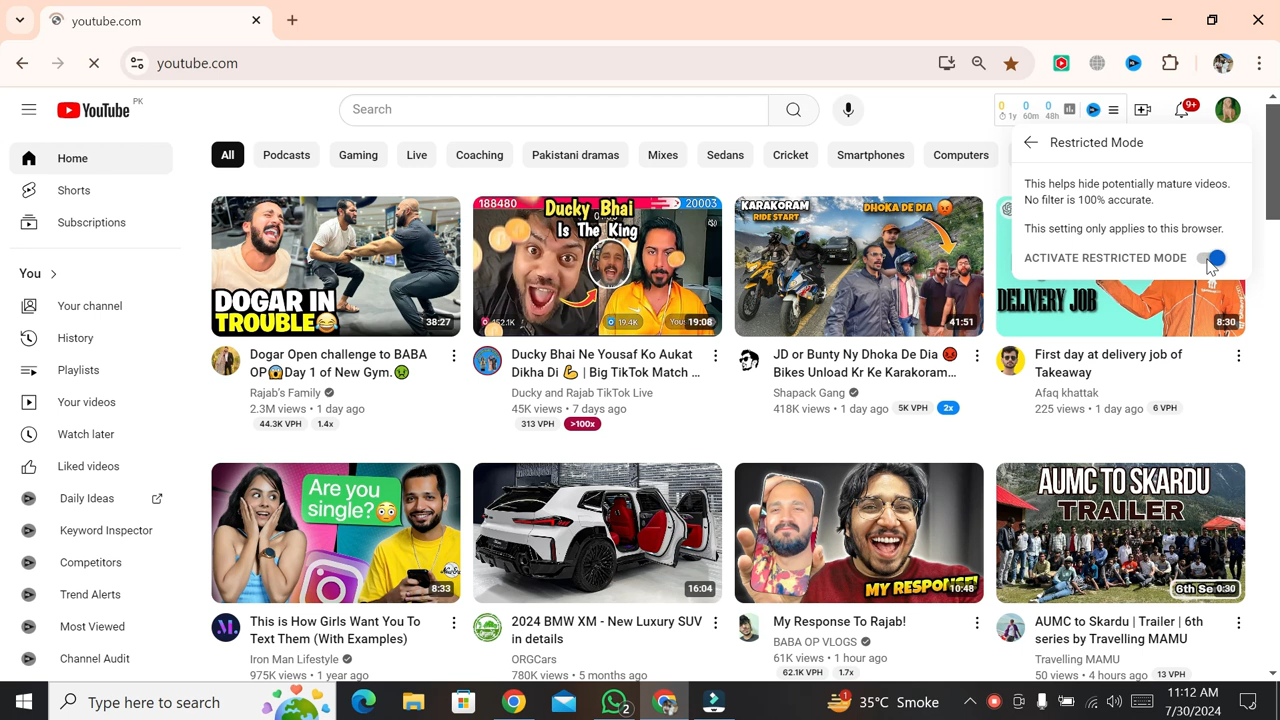 youtube.com
youtube.com
YouTube PK
Search
0 0 0
1y 60m 48h
9+
Restricted Mode
This helps hide potentially mature videos.
No filter is 100% accurate.
This setting only applies to this browser.
ACTIVATE RESTRICTED MODE
Home
Shorts
Subscriptions
You
Your channel
History
Playlists
Your videos
Watch later
Liked videos
Daily Ideas
Keyword Inspector
Competitors
Trend Alerts
Most Viewed
Channel Audit
All
Podcasts
Gaming
Live
Coaching
Pakistani dramas
Mixes
Sedans
Cricket
Smartphones
Computers
DOGAR IN
TROUBLE😂
38:27
Dogar Open challenge to BABA
OP😱Day 1 of New Gym.🤢
Rajab's Family
2.3M views • 1 day ago
44.3K VPH 1.4x
188480 20003
Ducky Bhai
Is The King
19.4K
19:08
Ducky Bhai Ne Yousaf Ko Aukat
Dikha Di 💪 | Big TikTok Match ...
Ducky and Rajab TikTok Live
45K views • 7 days ago
313 VPH >100x
KARAKORAM
RIDE START
DHOKA DE DIA 😡
41:51
JD or Bunty Ny Dhoka De Dia 😡
Bikes Unload Kr Ke Karakoram...
Shapack Gang
418K views • 1 day ago 5K VPH 2x
DELIVERY JOB
8:30
First day at delivery job of
Takeaway
Afaq khattak
225 views • 1 day ago 6 VPH
Are you
single?😳
8:33
This is How Girls Want You To
Text Them (With Examples)
Iron Man Lifestyle
975K views • 1 year ago
16:04
2024 BMW XM - New Luxury SUV
in details
ORGCars
780K views • 5 months ago
MY RESPONSE!
10:48
My Response To Rajab!
BABA OP VLOGS
61K views • 1 hour ago
62.1K VPH 1.7x
AUMC TO SKARDU
TRAILER
6th Se
0:30
AUMC to Skardu | Trailer | 6th
series by Travelling MAMU
Travelling MAMU
50 views • 4 hours ago 13 VPH
Type here to search
2
35°C Smoke
11:12 AM
7/30/2024